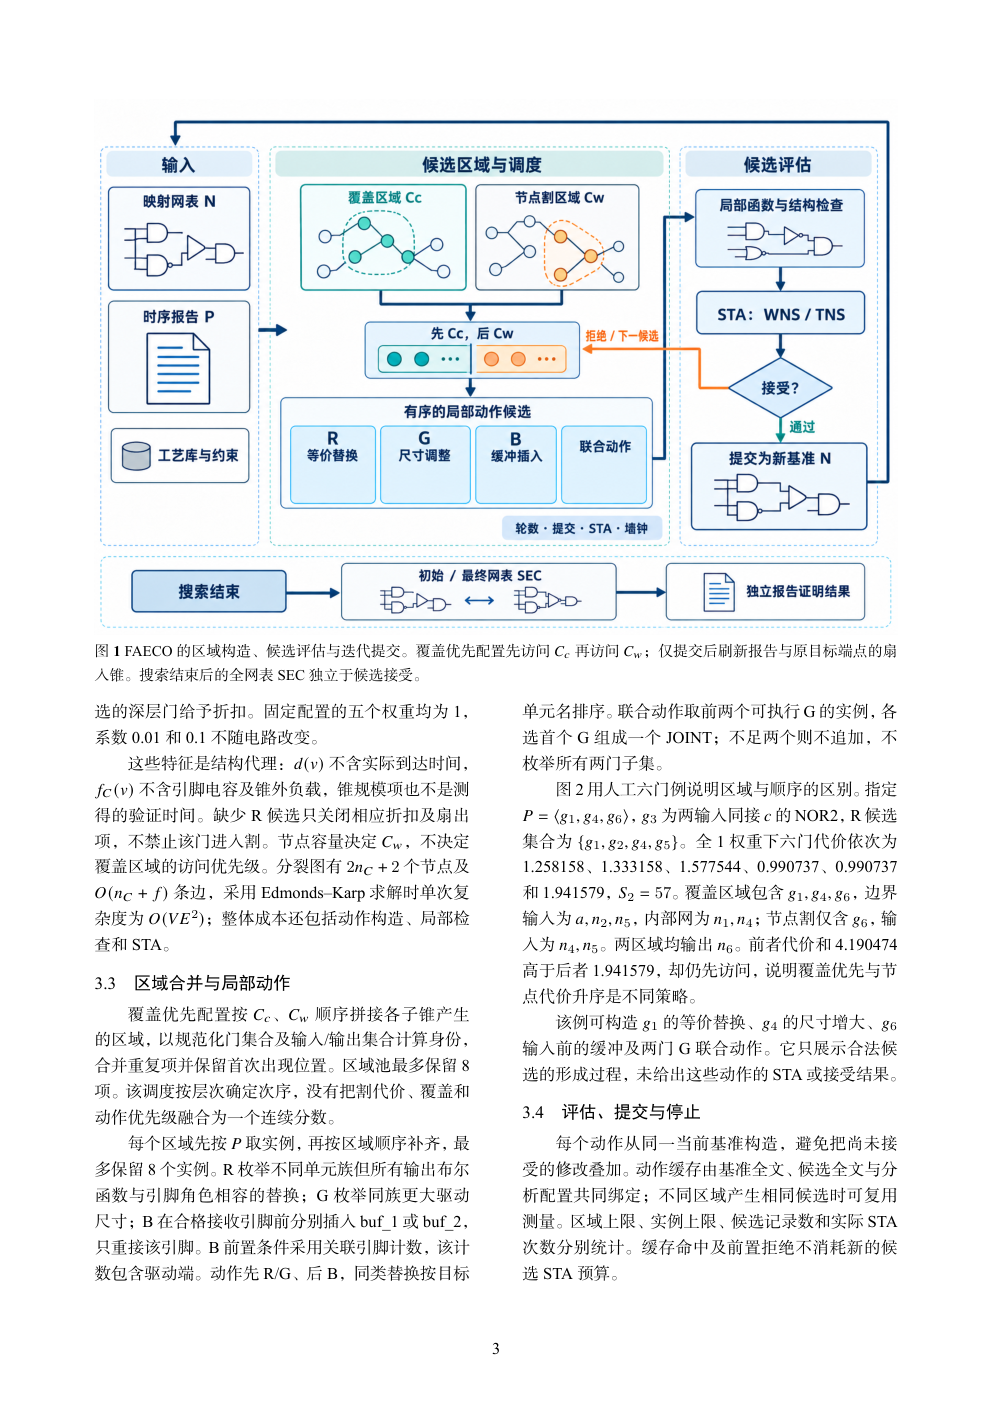 输入
候选区域与调度
候选评估
映射网表 N
时序报告 P
工艺库与约束
覆盖区域 Cc
节点割区域 Cw
先 Cc，后 Cw
有序的局部动作候选
R
等价替换
G
尺寸调整
B
缓冲插入
联合动作
轮数 · 提交 · STA · 墙钟
局部函数与结构检查
STA：WNS / TNS
拒绝 / 下一候选
接受？
通过
提交为新基准 N
搜索结束
初始 / 最终网表 SEC
独立报告证明结果
图 1 FAECO 的区域构造、候选评估与迭代提交。覆盖优先配置先访问 Cc 再访问 Cw；仅提交后刷新报告与原目标端点的扇
入锥。搜索结束后的全网表 SEC 独立于候选接受。
选的深层门给予折扣。固定配置的五个权重均为 1，
系数 0.01 和 0.1 不随电路改变。
这些特征是结构代理：d(v) 不含实际到达时间，
fC(v) 不含引脚电容及锥外负载，锥规模项也不是测
得的验证时间。缺少 R 候选只关闭相应折扣及扇出
项，不禁止该门进入割。节点容量决定 Cw，不决定
覆盖区域的访问优先级。分裂图有 2nC + 2 个节点及
O(nC + f) 条边，采用 Edmonds–Karp 求解时单次复
杂度为 O(VE²)；整体成本还包括动作构造、局部检
查和 STA。
3.3 区域合并与局部动作
覆盖优先配置按 Cc、Cw 顺序拼接各子锥产生
的区域，以规范化门集合及输入/输出集合计算身份，
合并重复项并保留首次出现位置。区域池最多保留 8
项。该调度按层次确定次序，没有把割代价、覆盖和
动作优先级融合为一个连续分数。
每个区域先按 P 取实例，再按区域顺序补齐，最
多保留 8 个实例。R 枚举不同单元族但所有输出布尔
函数与引脚角色相容的替换；G 枚举同族更大驱动
尺寸；B 在合格接收引脚前分别插入 buf_1 或 buf_2，
只重接该引脚。B 前置条件采用关联引脚计数，该计
数包含驱动端。动作先 R/G、后 B，同类替换按目标
单元名排序。联合动作取前两个可执行 G 的实例，各
选首个 G 组成一个 JOINT；不足两个则不追加，不
枚举所有两门子集。
图 2 用人工六门例说明区域与顺序的区别。指定
P = ⟨g1, g4, g6⟩，g3 为两输入同接 c 的 NOR2，R 候选
集合为 {g1, g2, g4, g5}。全 1 权重下六门代价依次为
1.258158、1.333158、1.577544、0.990737、0.990737
和 1.941579，S2 = 57。覆盖区域包含 g1, g4, g6，边界
输入为 a, n2, n5，内部网为 n1, n4；节点割仅含 g6，输
入为 n4, n5。两区域均输出 n6。前者代价和 4.190474
高于后者 1.941579，却仍先访问，说明覆盖优先与节
点代价升序是不同策略。
该例可构造 g1 的等价替换、g4 的尺寸增大、g6
输入前的缓冲及两门 G 联合动作。它只展示合法候
选的形成过程，未给出这些动作的 STA 或接受结果。
3.4 评估、提交与停止
每个动作从同一当前基准构造，避免把尚未接
受的修改叠加。动作缓存由基准全文、候选全文与分
析配置共同绑定；不同区域产生相同候选时可复用
测量。区域上限、实例上限、候选记录数和实际 STA
次数分别统计。缓存命中及前置拒绝不消耗新的候
选 STA 预算。
3